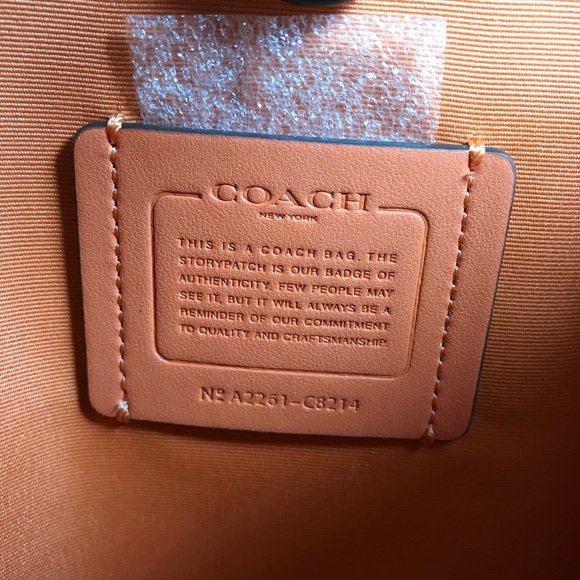 COACH
NEW YORK
THIS IS A COACH BAG. THE
STORYPATCH IS OUR BADGE OF
AUTHENTICITY. FEW PEOPLE MAY
SEE IT, BUT IT WILL ALWAYS BE A
REMINDER OF OUR COMMITMENT
TO QUALITY AND CRAFTSMANSHIP.
Nº A2261-C8214